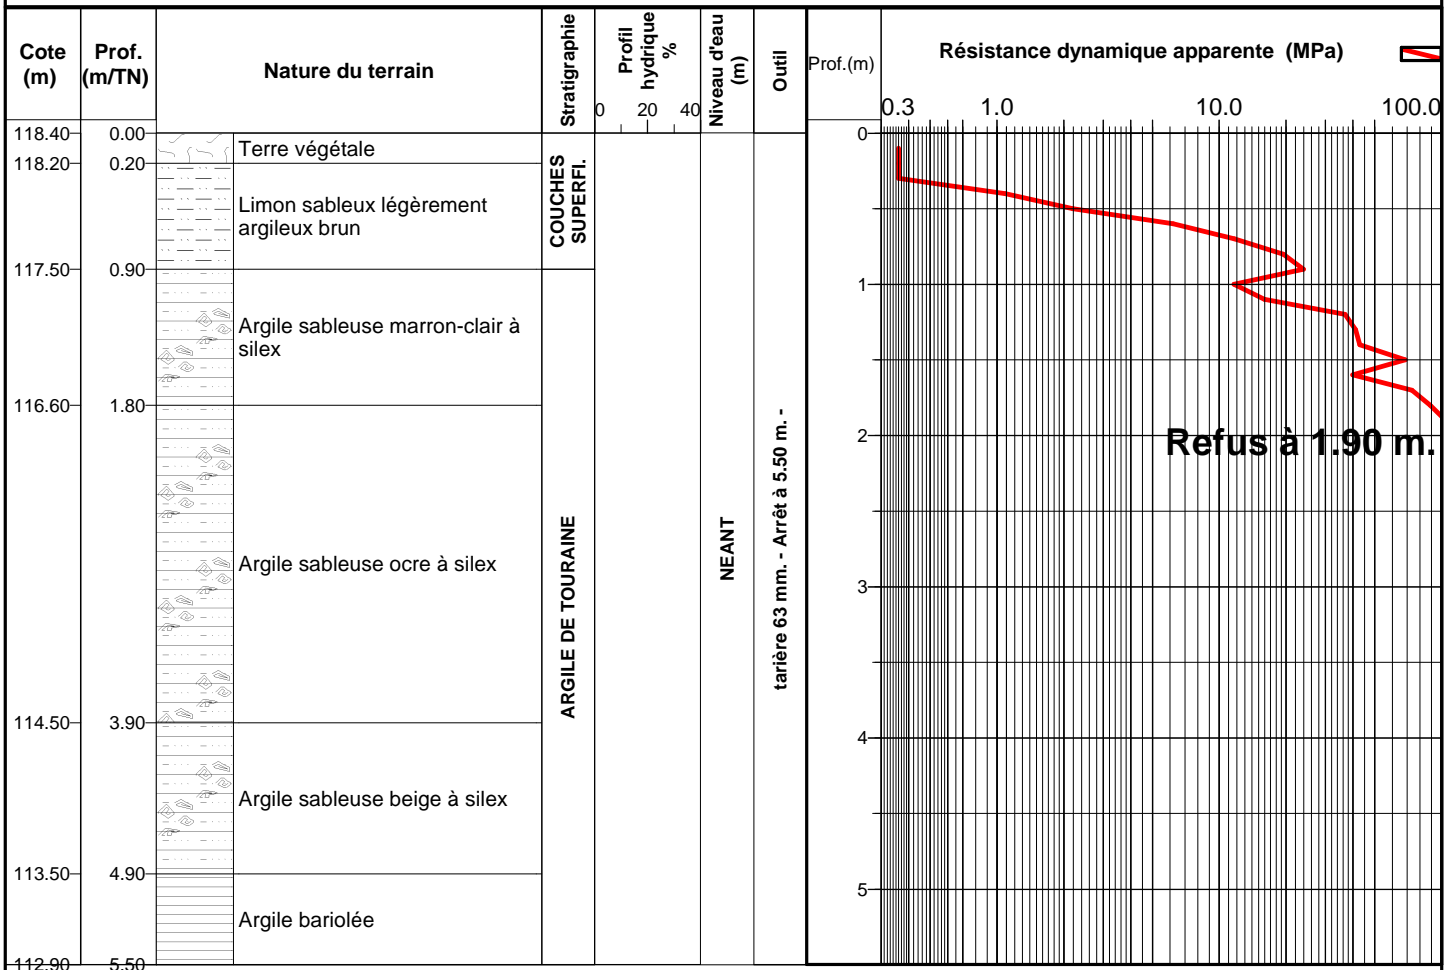 Cote
(m)
Prof.
(m/TN)
Nature du terrain
Stratigraphie
Profil
hydrique
%
0 20 40
Niveau d'eau
(m)
Outil
Prof.(m)
Résistance dynamique apparente (MPa)
0.3 1.0 10.0 100.0
118.40 0.00
Terre végétale
118.20 0.20
Limon sableux légèrement
argileux brun
117.50 0.90
Argile sableuse marron-clair à
silex
116.60 1.80
Argile sableuse ocre à silex
114.50 3.90
Argile sableuse beige à silex
113.50 4.90
Argile bariolée
112.90 5.50
COUCHES
SUPERFI.
ARGILE DE TOURAINE
NEANT
tarière 63 mm. - Arrêt à 5.50 m. -
0
1
2
3
4
5
Refus à 1.90 m.